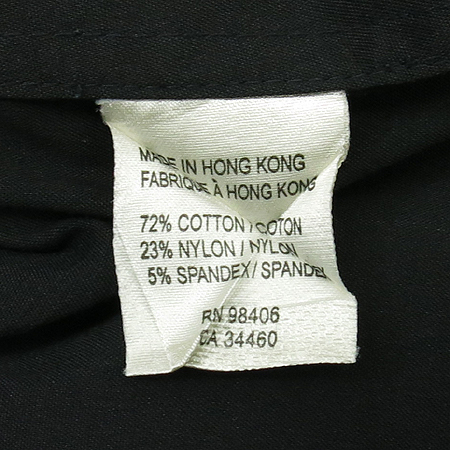 MADE IN HONG KONG
FABRIQUÉ À HONG KONG
72% COTTON / COTON
23% NYLON / NYLON
5% SPANDEX / SPANDEX
RN 98406
CA 34460